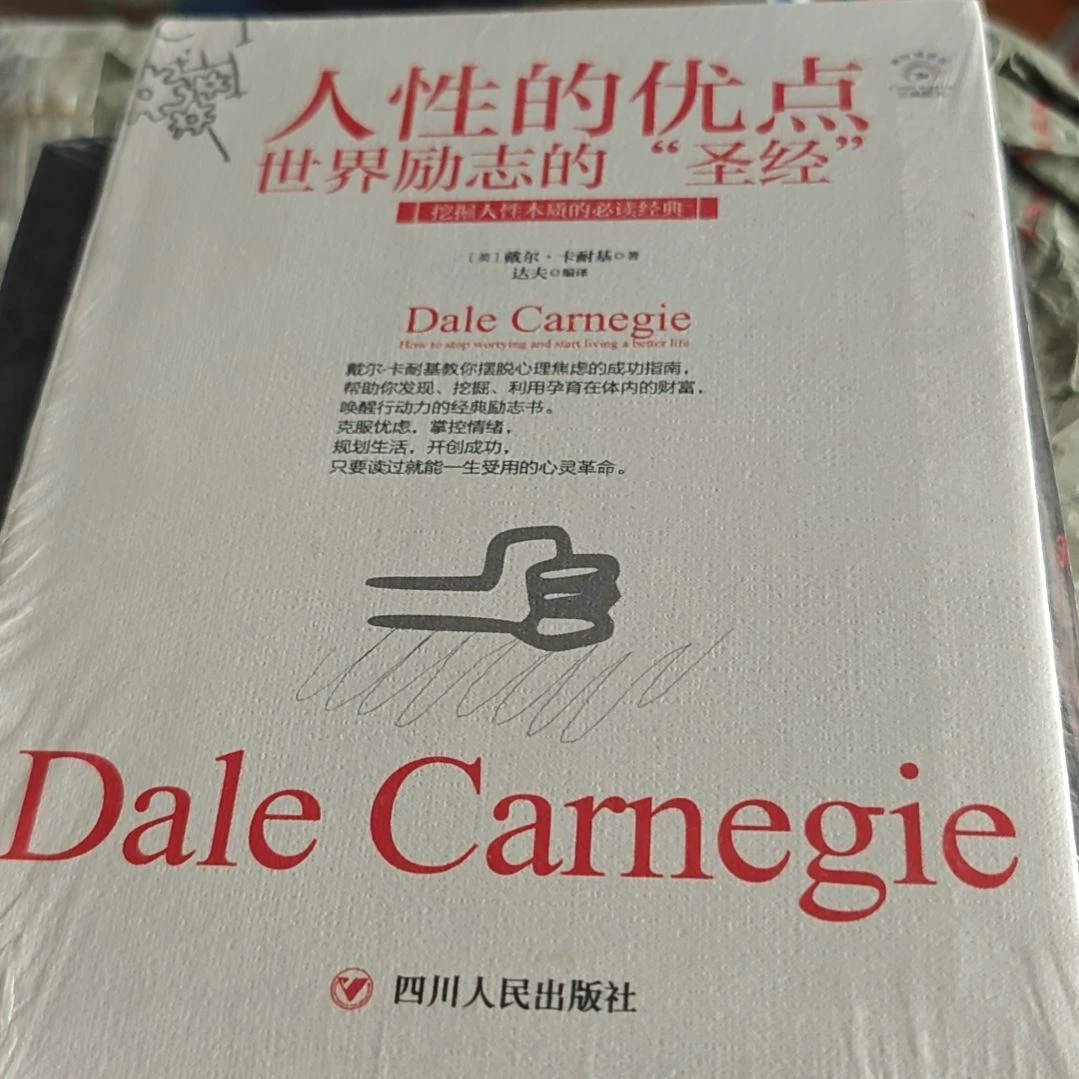 人性的优点
世界励志的“圣经”
挖掘人性本质的必读经典
[美]戴尔·卡耐基◎著
达夫◎编译
Dale Carnegie
How to stop worrying and start living a better life
戴尔·卡耐基教你摆脱心理焦虑的成功指南，
帮助你发现、挖掘、利用孕育在体内的财富，
唤醒行动力的经典励志书。
克服忧虑，掌控情绪，
规划生活，开创成功，
只要读过就能一生受用的心灵革命。
Dale Carnegie
四川人民出版社